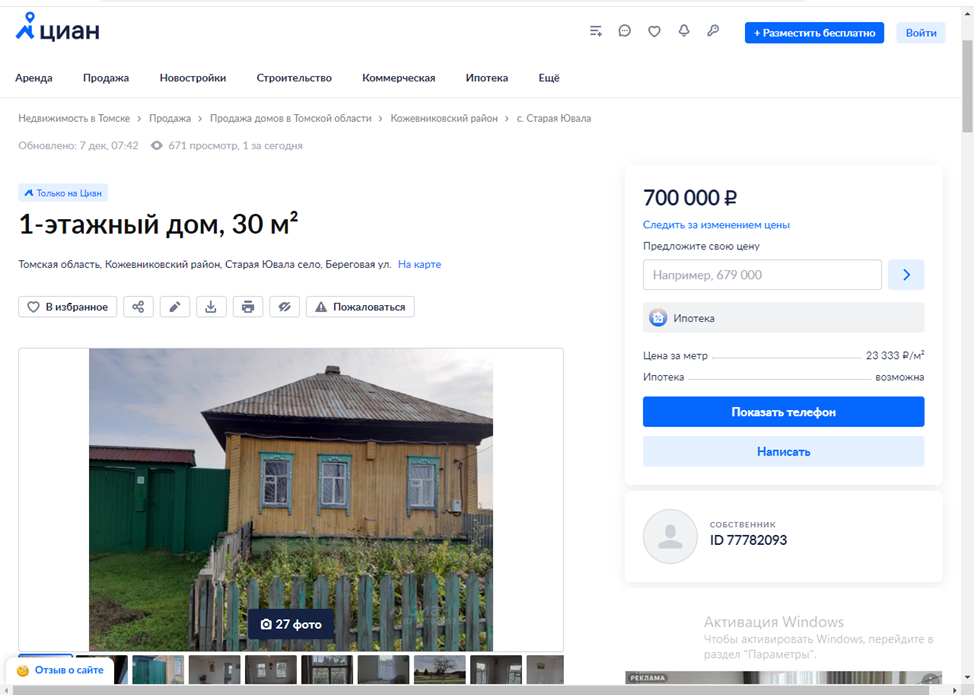 циан
+ Разместить бесплатно
Войти
Аренда Продажа Новостройки Строительство Коммерческая Ипотека Ещё
Недвижимость в Томске › Продажа › Продажа домов в Томской области › Кожевниковский район › с. Старая Ювала
Обновлено: 7 дек, 07:42 671 просмотр, 1 за сегодня
Только на Циан
1-этажный дом, 30 м²
Томская область, Кожевниковский район, Старая Ювала село, Береговая ул. На карте
В избранное
Пожаловаться
27 фото
Отзыв о сайте
700 000 ₽
Следить за изменением цены
Предложите свою цену
Например, 679 000
Ипотека
Цена за метр 23 333 ₽/м²
Ипотека возможна
Показать телефон
Написать
СОБСТВЕННИК
ID 77782093
Активация Windows
Чтобы активировать Windows, перейдите в
раздел "Параметры".
РЕКЛАМА